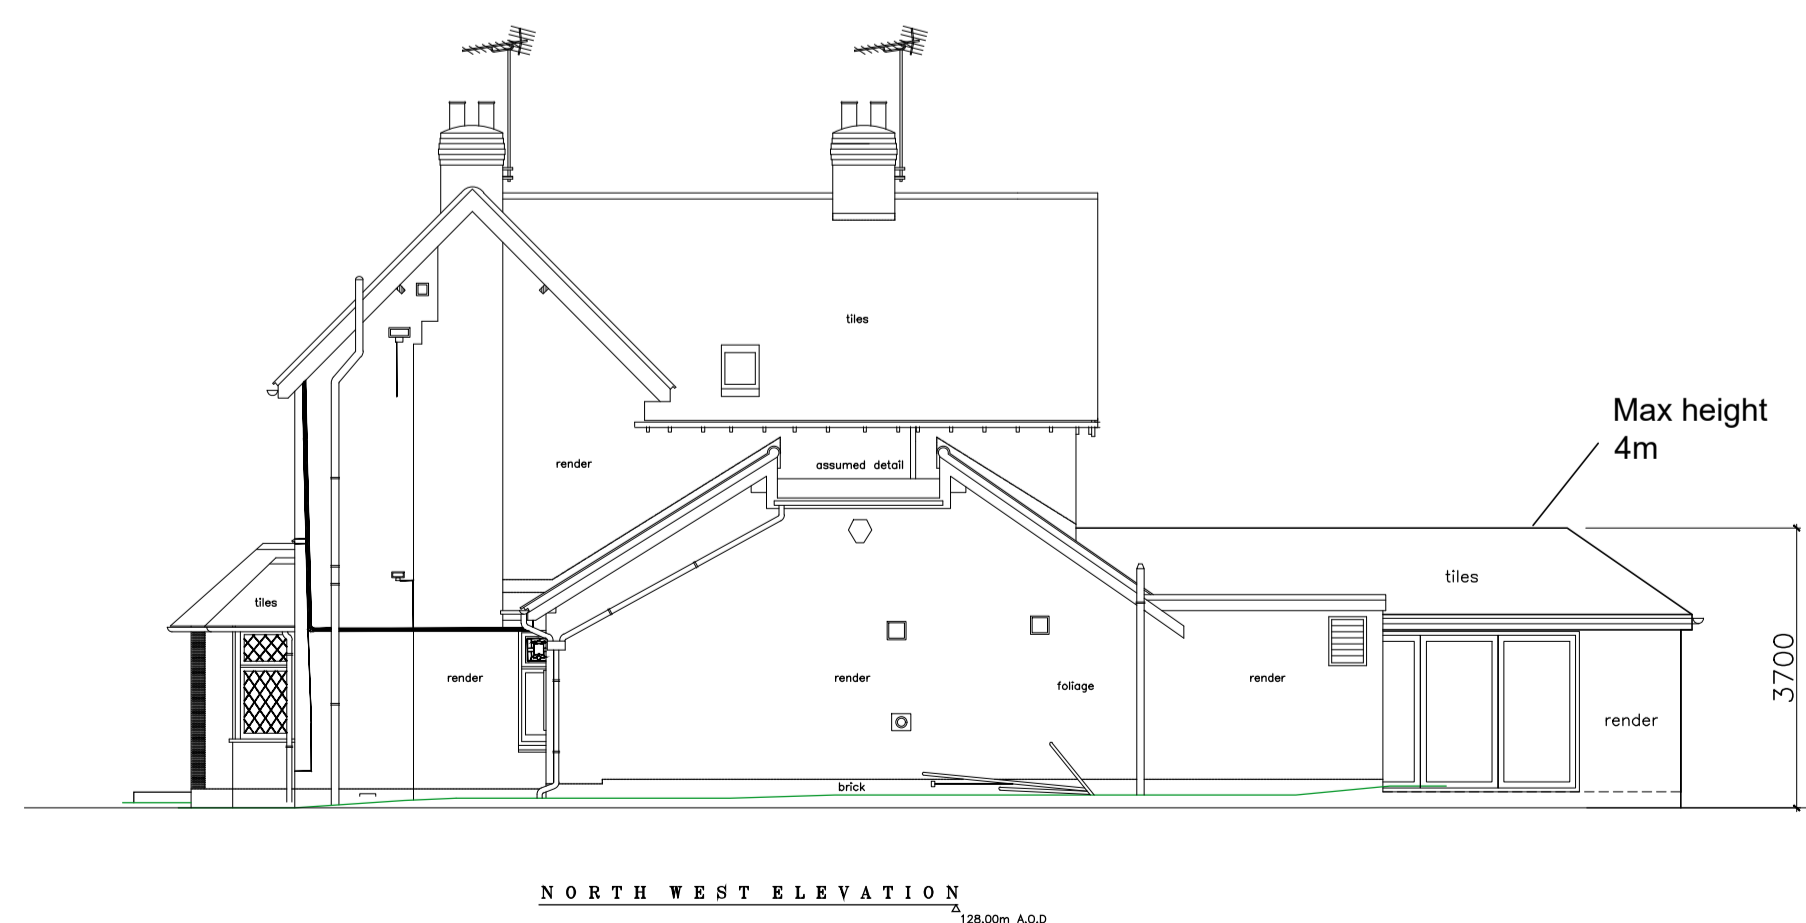 tiles
Max height
4m
render
assumed detail
tiles
tiles
render
render
foliage
render
3700
render
brick
NORTH WEST ELEVATION
128.00m A.O.D